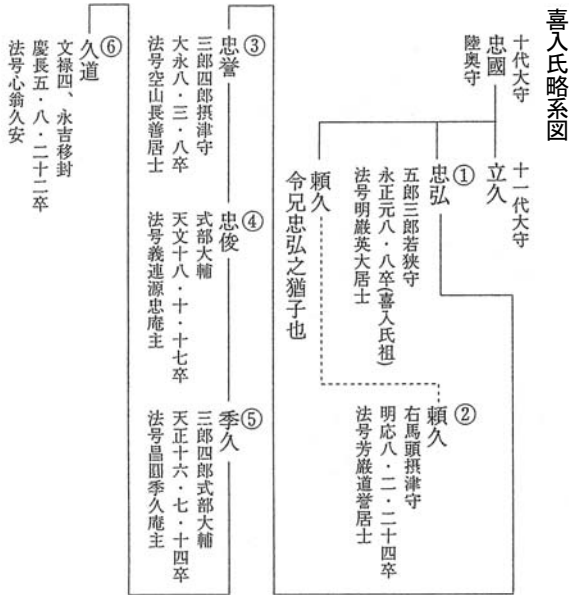 喜入氏略系図
十代大守
忠國
陸奥守
十一代大守
立久
①
忠弘
五郎三郎若狭守
永正元八・八卒(喜入氏祖)
法号明巌英大居士
頼久
令兄忠弘之猶子也
②
頼久
右馬頭摂津守
明応八・二・二十四卒
法号芳巌道誉居士
③
忠誉
三郎四郎摂津守
大永八・三・八卒
法号空山長善居士
④
忠俊
式部大輔
天文十八・十・十七卒
法号義連源忠庵主
⑤
季久
三郎四郎式部大輔
天正十六・七・十四卒
法号昌圓季久庵主
⑥
久道
文禄四、永吉移封
慶長五・八・二十二卒
法号心翁久安